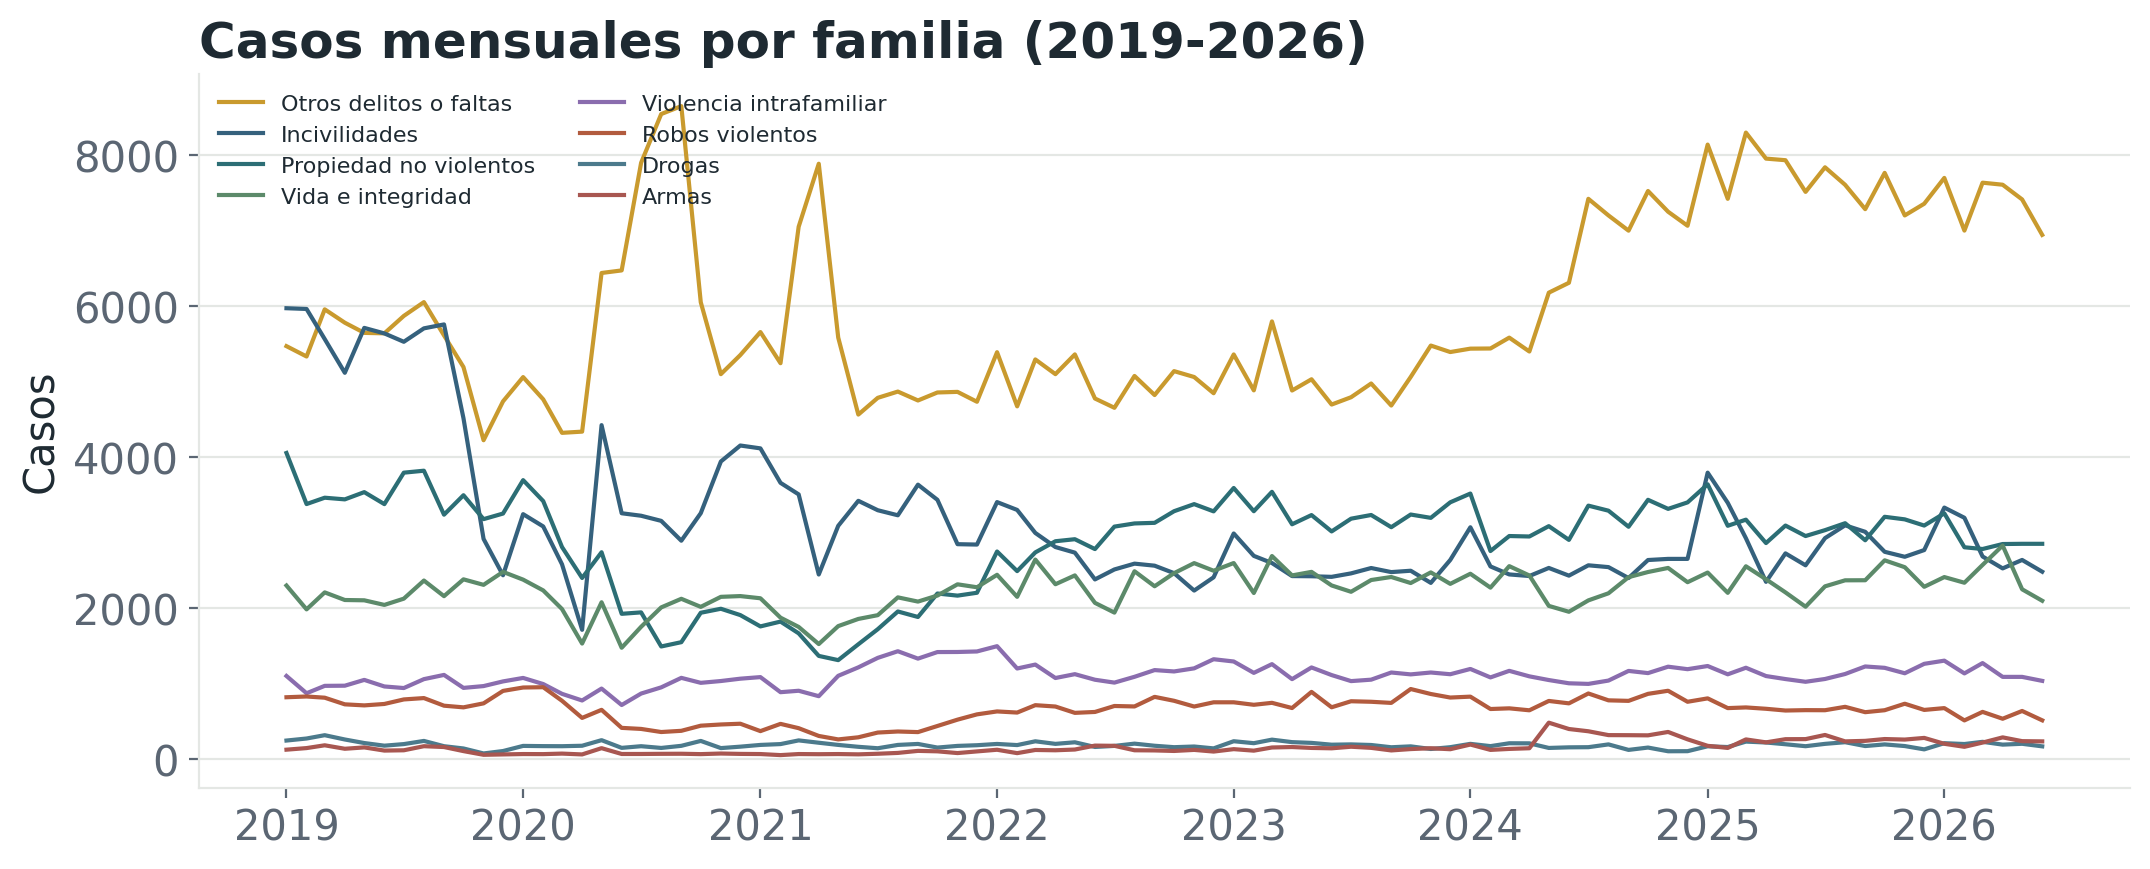 Casos mensuales por familia (2019-2026)
Otros delitos o faltas
Incivilidades
Propiedad no violentos
Vida e integridad
Violencia intrafamiliar
Robos violentos
Drogas
Armas
Casos
8000
6000
4000
2000
0
2019 2020 2021 2022 2023 2024 2025 2026